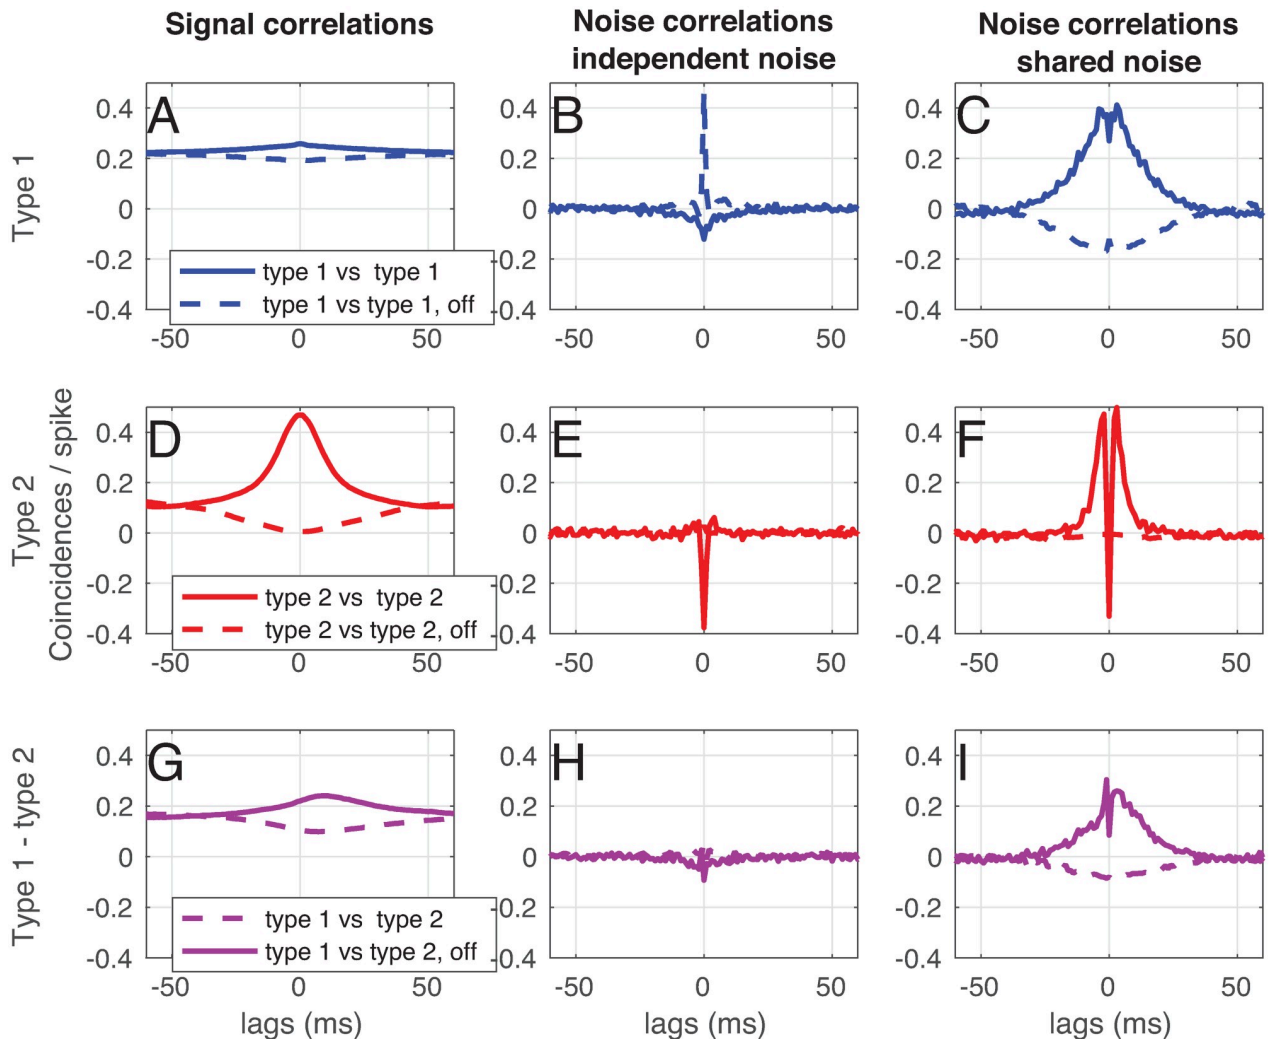 Signal correlations
Noise correlations
independent noise
Noise correlations
shared noise
Type 1
A
0.4
0.2
0
-0.2
-0.4
-50
0
50
type 1 vs  type 1
type 1 vs type 1, off
B
0.4
0.2
0
-0.2
-0.4
-50
0
50
C
0.4
0.2
0
-0.2
-0.4
-50
0
50
Coincidences / spike
Type 2
D
0.4
0.2
0
-0.2
-0.4
-50
0
50
type 2 vs  type 2
type 2 vs type 2, off
E
0.4
0.2
0
-0.2
-0.4
-50
0
50
F
0.4
0.2
0
-0.2
-0.4
-50
0
50
Type 1 - type 2
G
0.4
0.2
0
-0.2
-0.4
-50
0
50
type 1 vs  type 2
type 1 vs type 2, off
lags (ms)
H
0.4
0.2
0
-0.2
-0.4
-50
0
50
lags (ms)
I
0.4
0.2
0
-0.2
-0.4
-50
0
50
lags (ms)